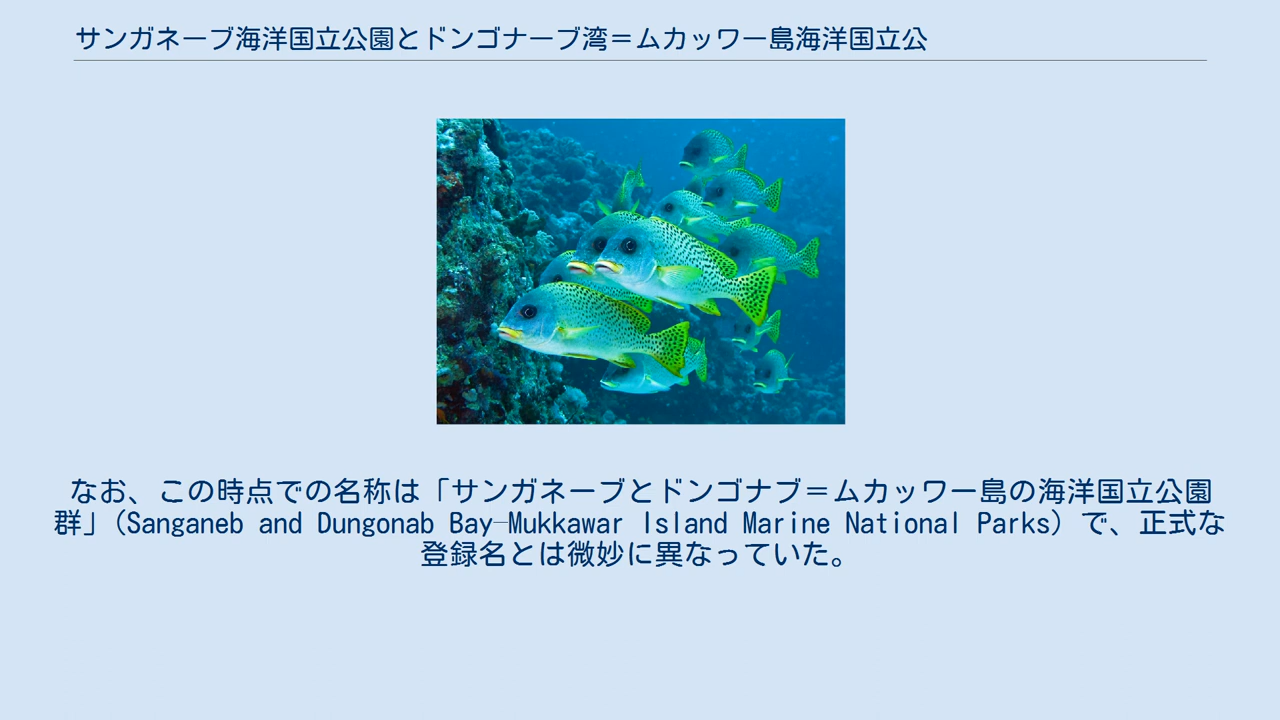 サンガネーブ海洋国立公園とドンゴナーブ湾＝ムカッワー島海洋国立公
なお、この時点での名称は「サンガネーブとドンゴナブ＝ムカッワー島の海洋国立公園
群」（Sanganeb and Dungonab Bay–Mukkawar Island Marine National Parks）で、正式な
登録名とは微妙に異なっていた。